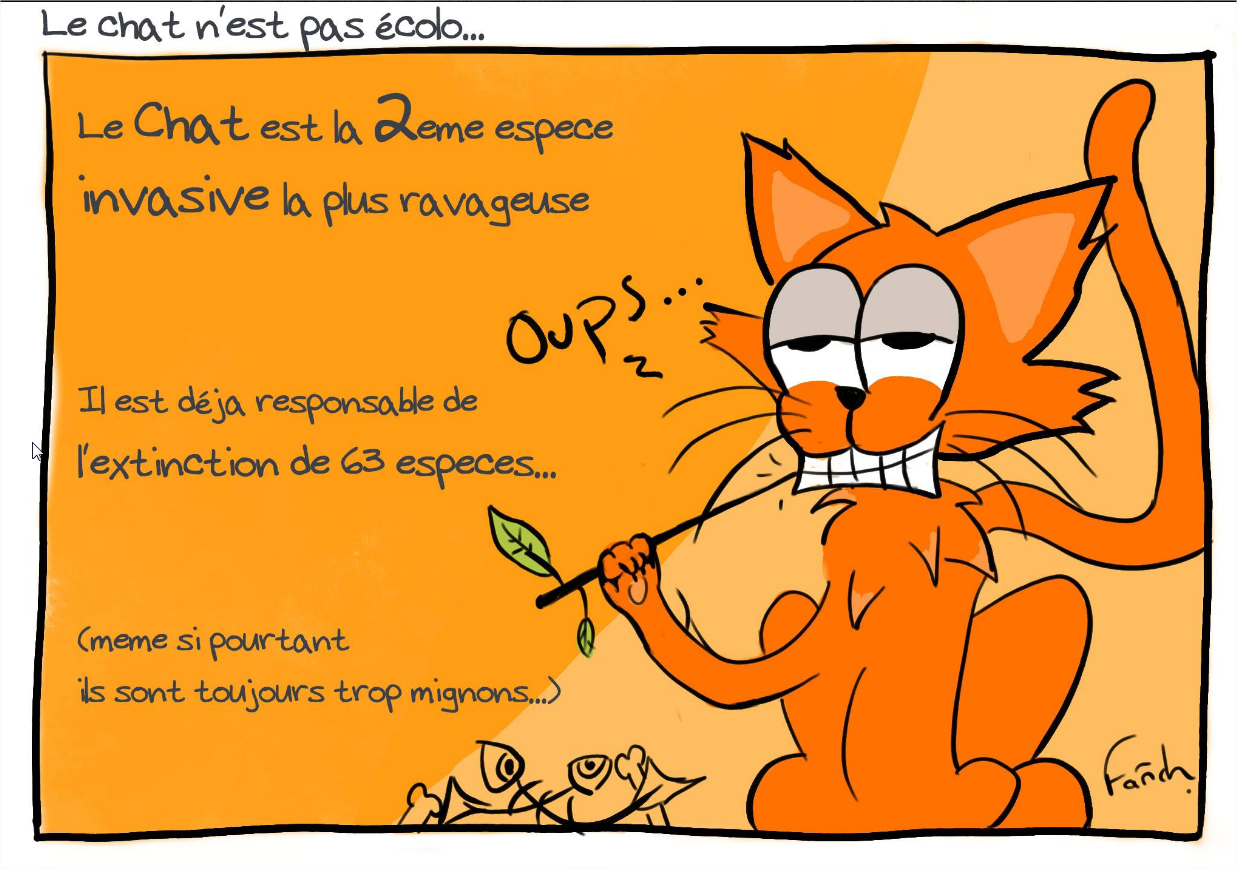 Le chat n'est pas écolo...
Le Chat est la 2eme espece
invasive la plus ravageuse
Oups...
Il est déja responsable de
l'extinction de 63 especes...
(meme si pourtant
ils sont toujours trop mignons...)
Fañch